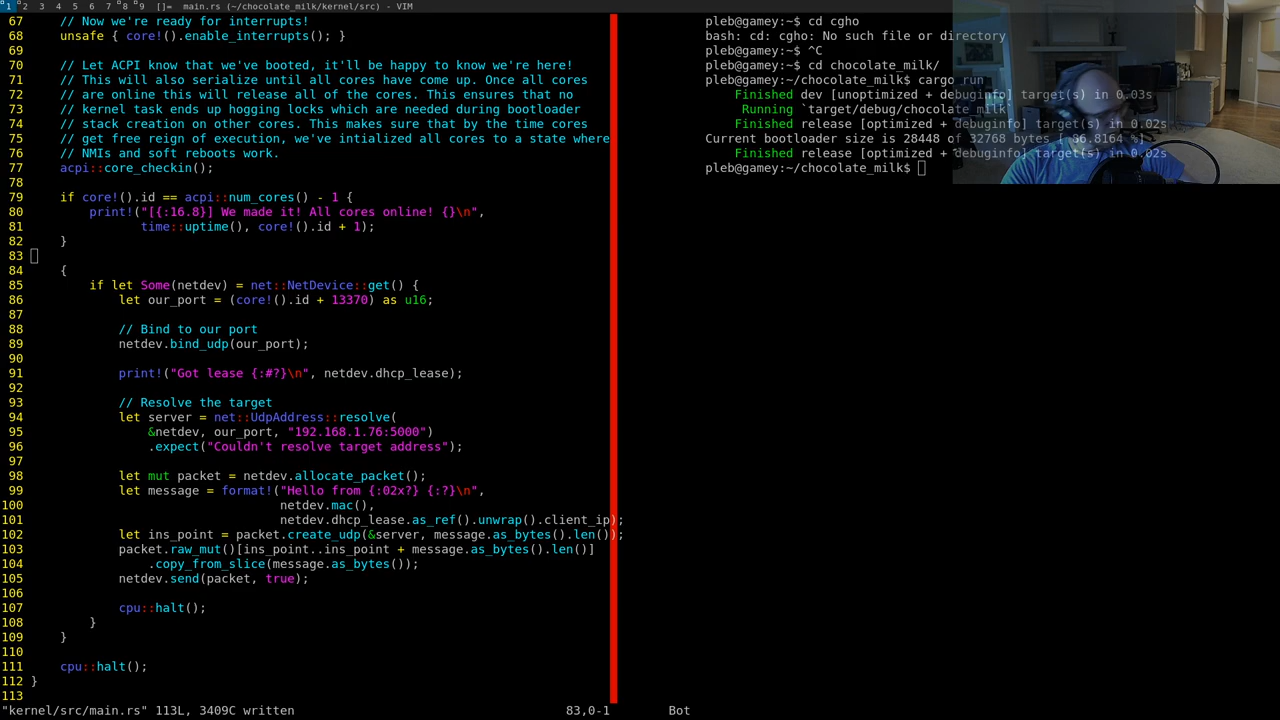 1 2 3 4 5 6 7 8 9 []= main.rs (~/chocolate_milk/kernel/src) - VIM
67 // Now we're ready for interrupts!
68 unsafe { core!().enable_interrupts(); }
69
70 // Let ACPI know that we've booted, it'll be happy to know we're here!
71 // This will also serialize until all cores have come up. Once all cores
72 // are online this will release all of the cores. This ensures that no
73 // kernel task ends up hogging locks which are needed during bootloader
74 // stack creation on other cores. This makes sure that by the time cores
75 // get free reign of execution, we've intialized all cores to a state where
76 // NMIs and soft reboots work.
77 acpi::core_checkin();
78
79 if core!().id == acpi::num_cores() - 1 {
80 print!("[{:16.8}] We made it! All cores online! {}\n",
81 time::uptime(), core!().id + 1);
82 }
83
84 {
85 if let Some(netdev) = net::NetDevice::get() {
86 let our_port = (core!().id + 13370) as u16;
87
88 // Bind to our port
89 netdev.bind_udp(our_port);
90
91 print!("Got lease {:#?}\n", netdev.dhcp_lease);
92
93 // Resolve the target
94 let server = net::UdpAddress::resolve(
95 &netdev, our_port, "192.168.1.76:5000")
96 .expect("Couldn't resolve target address");
97
98 let mut packet = netdev.allocate_packet();
99 let message = format!("Hello from {:02x?} {:?}\n",
100 netdev.mac(),
101 netdev.dhcp_lease.as_ref().unwrap().client_ip);
102 let ins_point = packet.create_udp(&server, message.as_bytes().len());
103 packet.raw_mut()[ins_point..ins_point + message.as_bytes().len()]
104 .copy_from_slice(message.as_bytes());
105 netdev.send(packet, true);
106
107 cpu::halt();
108 }
109 }
110
111 cpu::halt();
112 }
113
"kernel/src/main.rs" 113L, 3409C written 83,0-1 Bot
pleb@gamey:~$ cd cgho
bash: cd: cgho: No such file or directory
pleb@gamey:~$ ^C
pleb@gamey:~$ cd chocolate_milk/
pleb@gamey:~/chocolate_milk$ cargo run
Finished dev [unoptimized + debuginfo] target(s) in 0.03s
Running `target/debug/chocolate_milk`
Finished release [optimized + debuginfo] target(s) in 0.02s
Current bootloader size is 28448 of 32768 bytes [ 86.8164 %]
Finished release [optimized + debuginfo] target(s) in 0.02s
pleb@gamey:~/chocolate_milk$